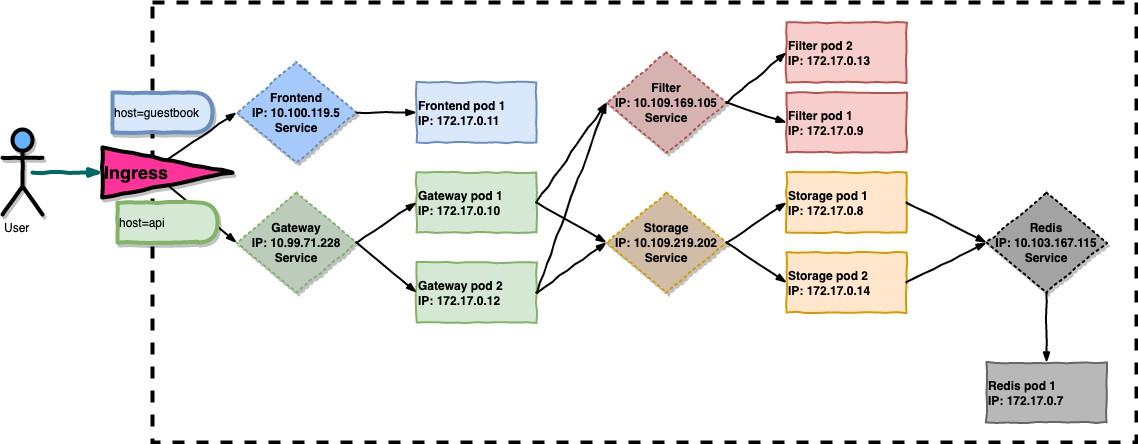 User
host=guestbook
Ingress
host=api
Frontend
IP: 10.100.119.5
Service
Frontend pod 1
IP: 172.17.0.11
Gateway
IP: 10.99.71.228
Service
Gateway pod 1
IP: 172.17.0.10
Gateway pod 2
IP: 172.17.0.12
Filter
IP: 10.109.169.105
Service
Filter pod 2
IP: 172.17.0.13
Filter pod 1
IP: 172.17.0.9
Storage
IP: 10.109.219.202
Service
Storage pod 1
IP: 172.17.0.8
Storage pod 2
IP: 172.17.0.14
Redis
IP: 10.103.167.115
Service
Redis pod 1
IP: 172.17.0.7